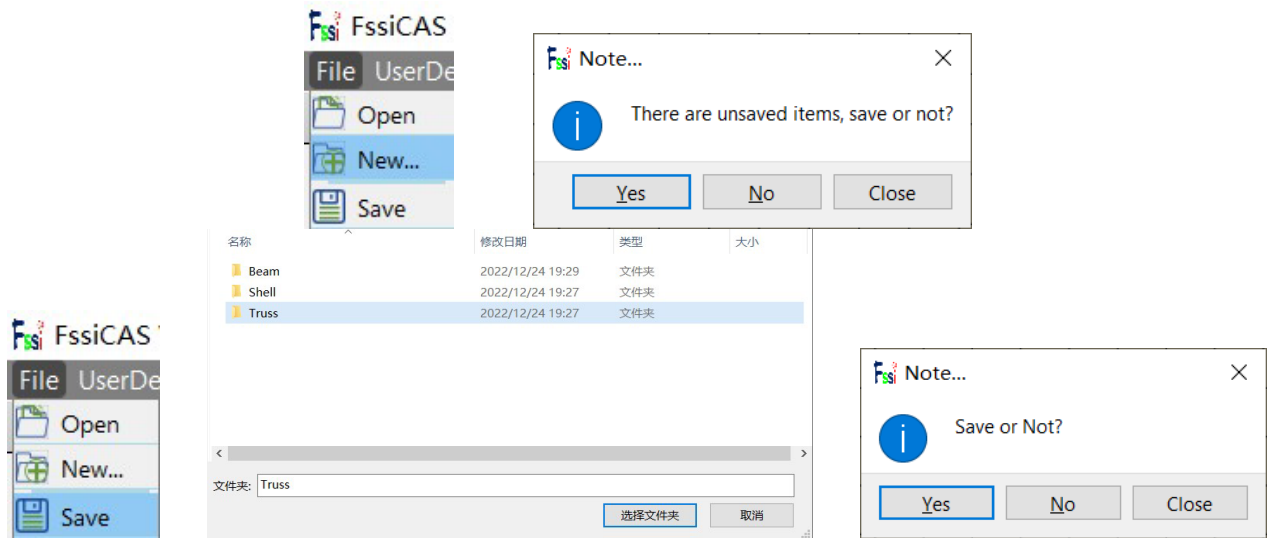 Fssi FssiCAS
File UserDe
Open
New...
Save
Fssi Note...
There are unsaved items, save or not?
Yes No Close
名称 修改日期 类型 大小
Beam 2022/12/24 19:29 文件夹
Shell 2022/12/24 19:27 文件夹
Truss 2022/12/24 19:27 文件夹
文件夹: Truss
选择文件夹 取消
Fssi FssiCAS
File UserDe
Open
New...
Save
Fssi Note...
Save or Not?
Yes No Close